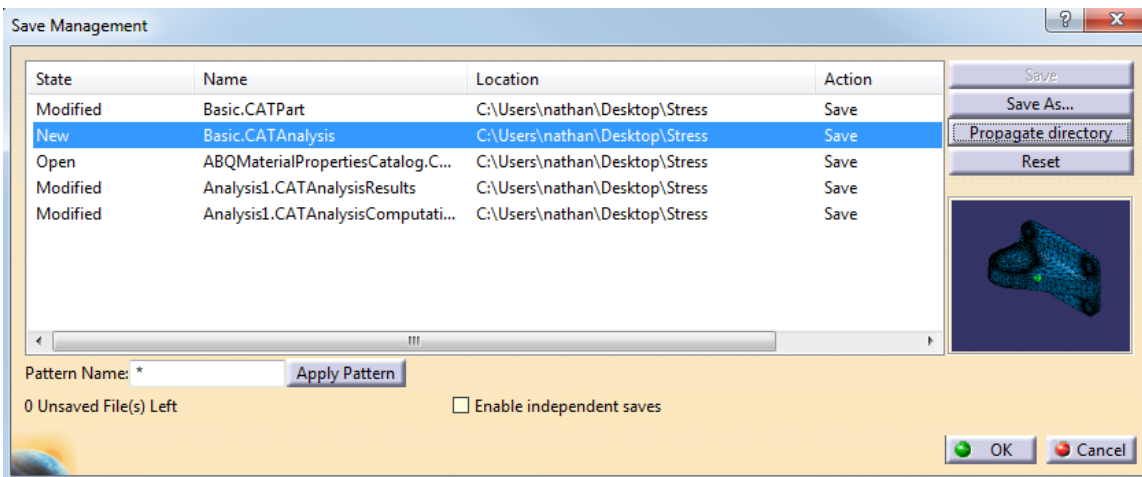 Save Management
State Name Location Action
Modified Basic.CATPart C:\Users\nathan\Desktop\Stress Save
New Basic.CATAnalysis C:\Users\nathan\Desktop\Stress Save
Open ABQMaterialPropertiesCatalog.C... C:\Users\nathan\Desktop\Stress Save
Modified Analysis1.CATAnalysisResults C:\Users\nathan\Desktop\Stress Save
Modified Analysis1.CATAnalysisComputati... C:\Users\nathan\Desktop\Stress Save
Save
Save As...
Propagate directory
Reset
Pattern Name: * Apply Pattern
0 Unsaved File(s) Left Enable independent saves
OK Cancel